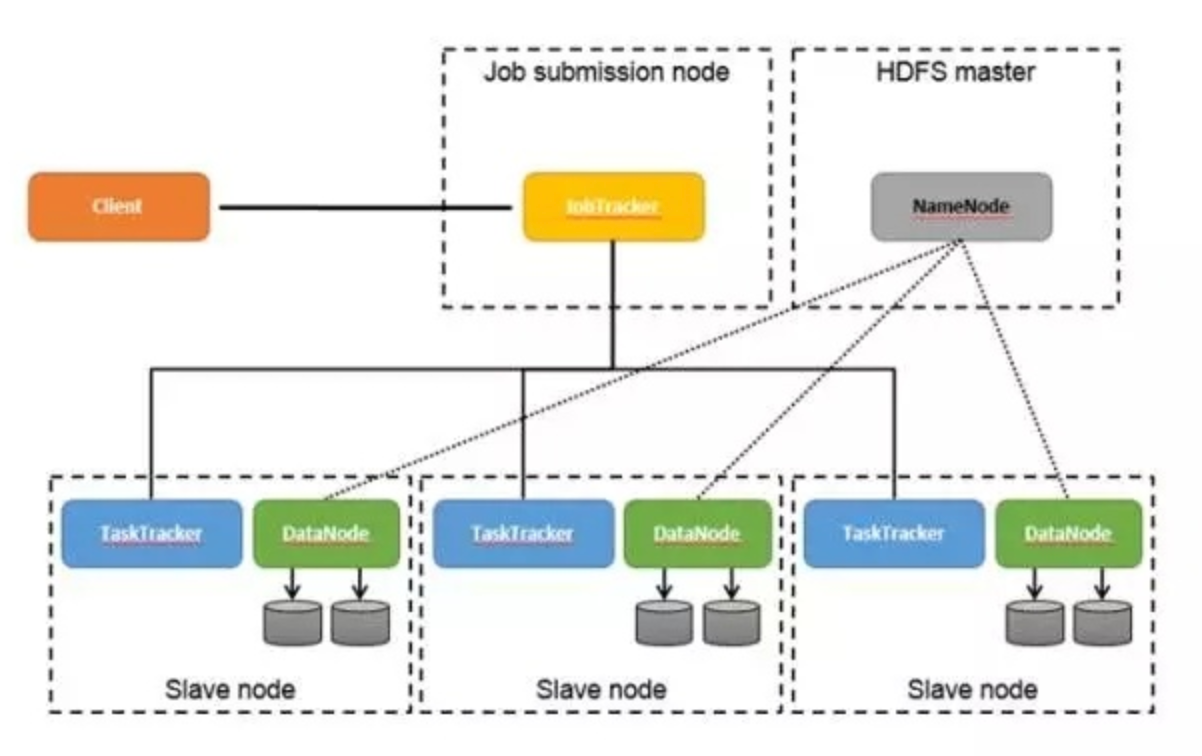 Job submission node
HDFS master
Client
JobTracker
NameNode
TaskTracker
DataNode
TaskTracker
DataNode
TaskTracker
DataNode
Slave node
Slave node
Slave node